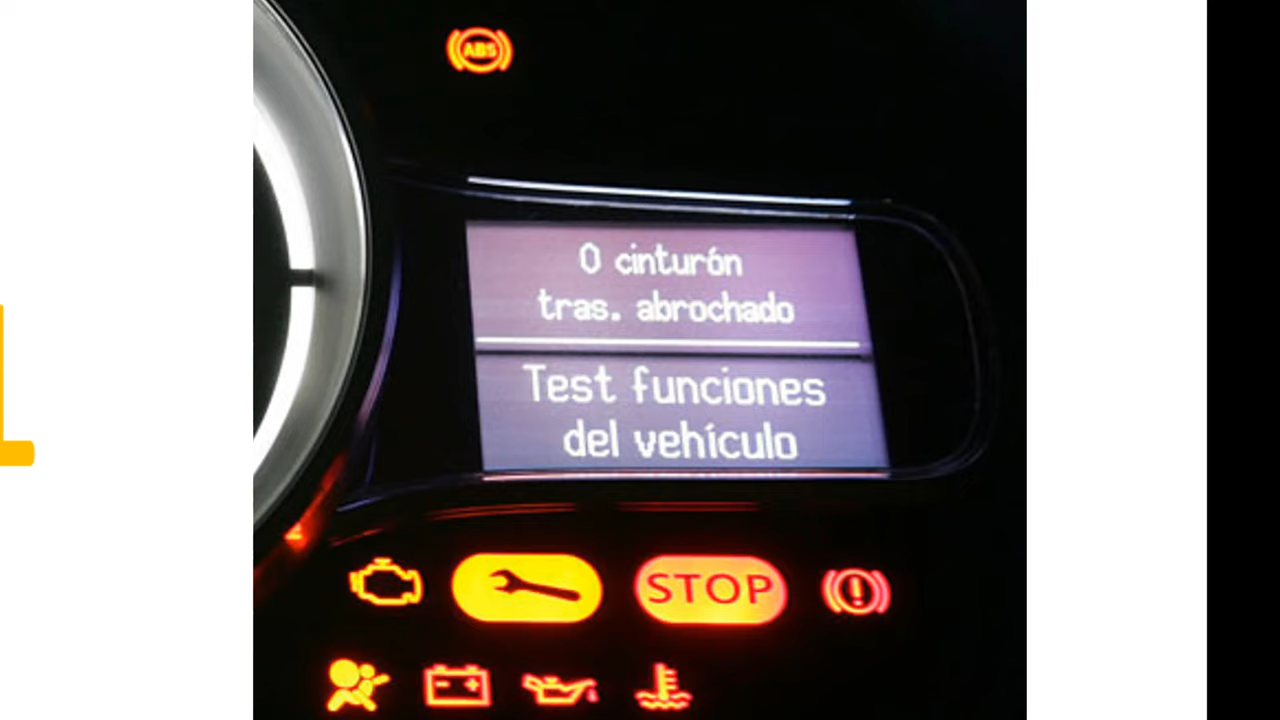 ABS
0 cinturón
tras. abrochado
Test funciones
del vehículo
STOP